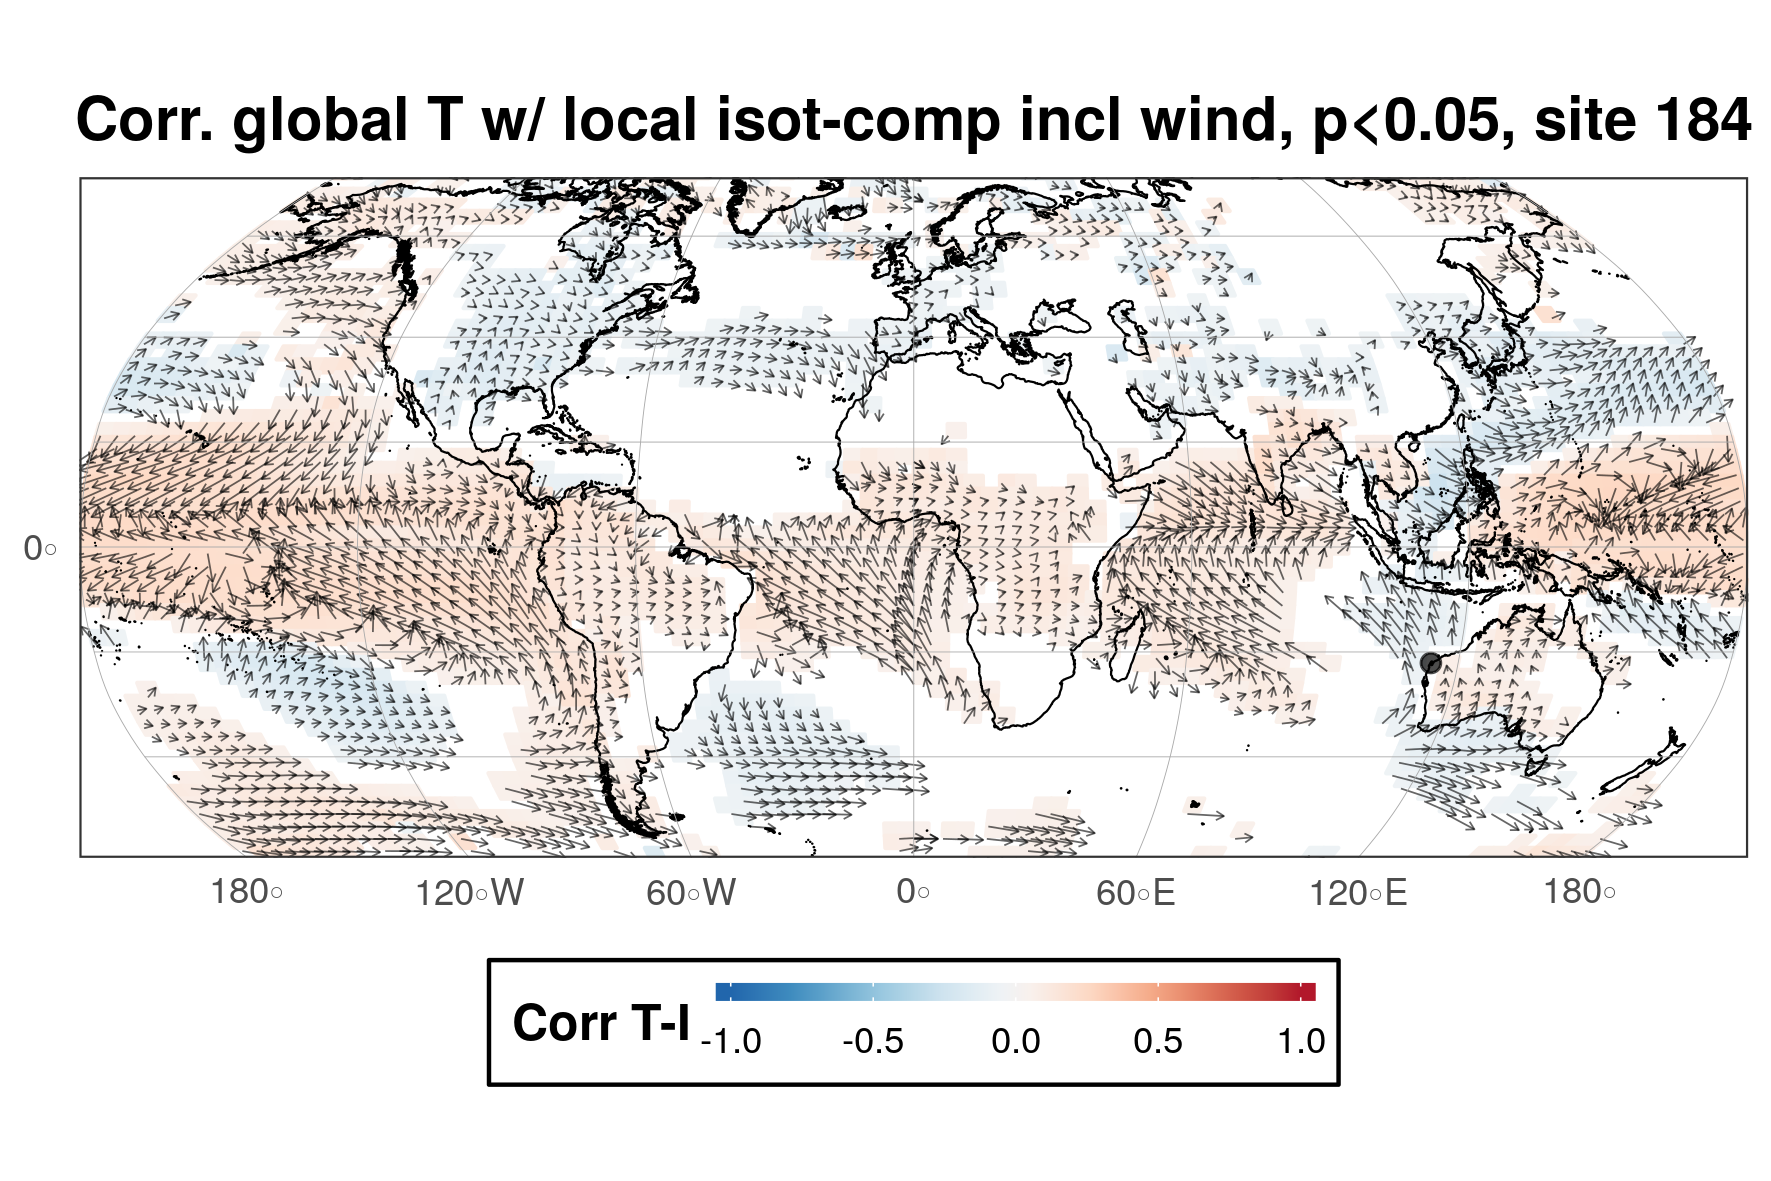 Corr. global T w/ local isot-comp incl wind, p<0.05, site 184
0°
180° 120°W 60°W 0° 60°E 120°E 180°
Corr T-I
-1.0 -0.5 0.0 0.5 1.0